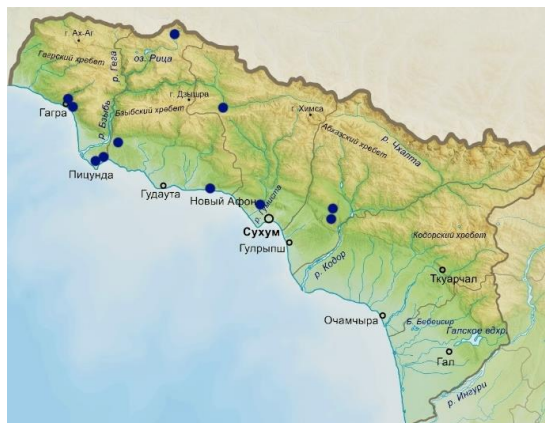 г. Ах-Аг
р. Гега
оз. Рица
Гагрский хребет
г. Дзышра
Гагра
р. Бзыбь
Бзыбский хребет
г. Химса
Абхазский хребет
р. Чхалта
Пицунда
Гудаута
Новый Афон
р. Гумиста
Сухум
Гулрыпш
Кодорский хребет
р. Кодор
Ткуарчал
Очамчыра
Б. Бебеисир
Галское вдхр.
Гал
р. Ингури